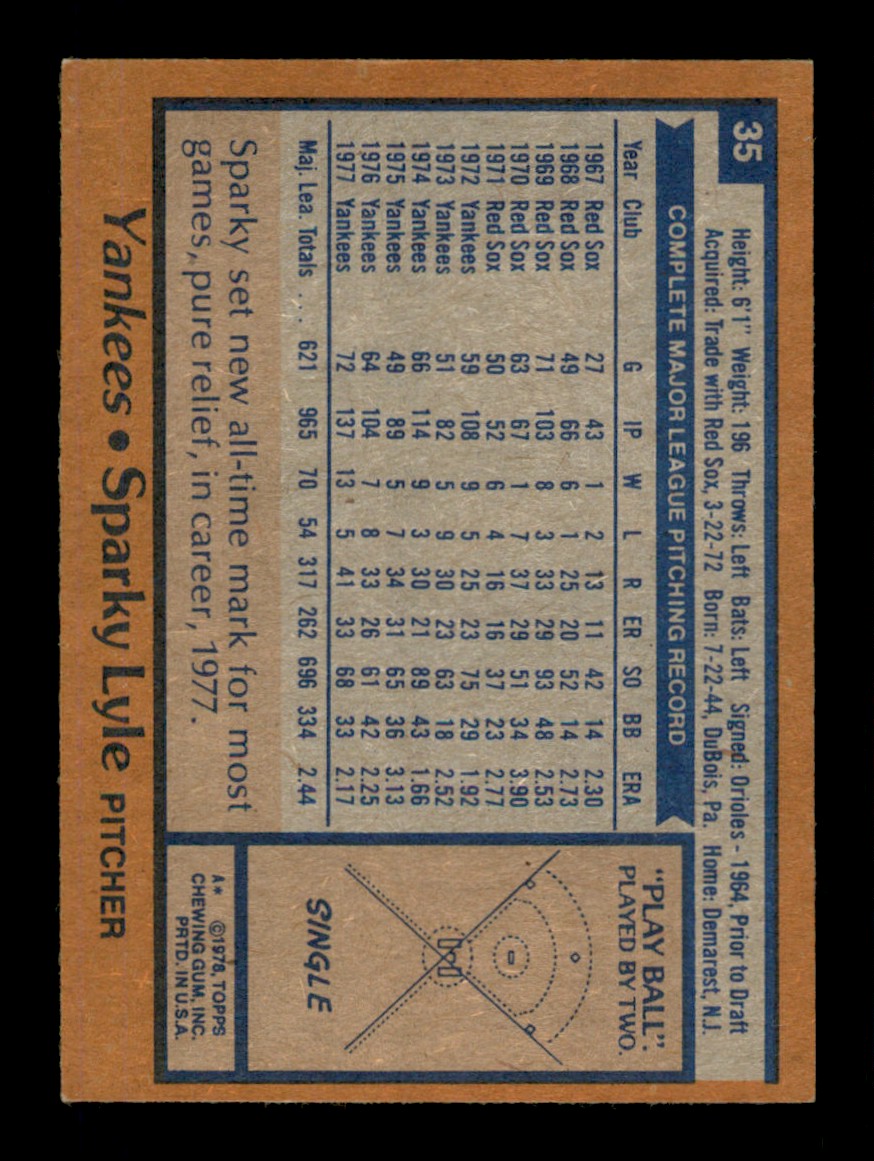 35
Height: 6'1" Weight: 196 Throws: Left Bats: Left Signed: Orioles - 1964, Prior to Draft
Acquired: Trade with Red Sox, 3-22-72 Born: 7-22-44, DuBois, Pa. Home: Demarest, N.J.
COMPLETE MAJOR LEAGUE PITCHING RECORD
Year Club G IP W L R ER SO BB ERA
1967 Red Sox 27 43 1 2 13 11 42 14 2.30
1968 Red Sox 49 66 6 1 25 20 52 14 2.73
1969 Red Sox 71 103 8 3 33 29 93 48 2.53
1970 Red Sox 63 67 1 7 37 29 51 34 3.90
1971 Red Sox 50 52 6 4 16 16 37 23 2.77
1972 Yankees 59 108 9 5 25 23 75 29 1.92
1973 Yankees 51 82 5 9 30 23 63 18 2.52
1974 Yankees 66 114 9 3 30 21 89 43 1.66
1975 Yankees 49 89 5 7 34 31 65 36 3.13
1976 Yankees 64 104 7 8 33 26 61 42 2.25
1977 Yankees 72 137 13 5 41 33 68 33 2.17
Maj. Lea. Totals . . . 621 965 70 54 317 262 696 334 2.44
Sparky set new all-time mark for most
games, pure relief, in career, 1977.
"PLAY BALL":
PLAYED BY TWO.
SINGLE
A* ©1978, TOPPS
CHEWING GUM, INC.
PRTD. IN U.S.A.
Yankees • Sparky Lyle PITCHER